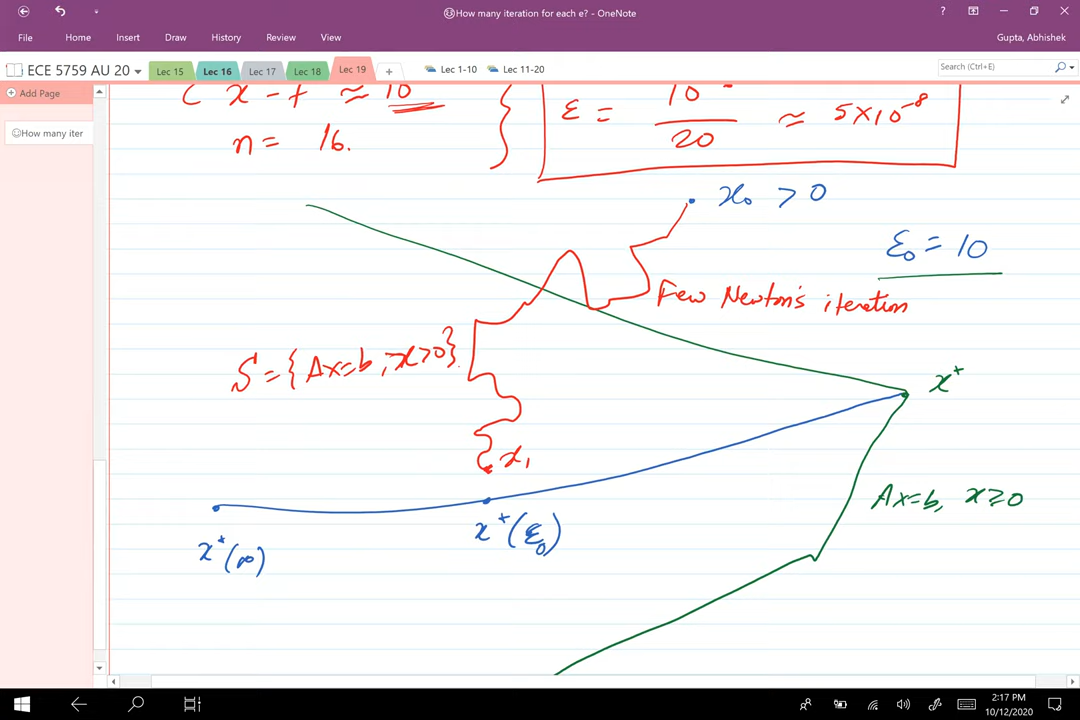 How many iteration for each e? - OneNote
Gupta, Abhishek
File Home Insert Draw History Review View
ECE 5759 AU 20
Lec 15 Lec 16 Lec 17 Lec 18 Lec 19
Lec 1-10 Lec 11-20
Search (Ctrl+E)
Add Page
How many iter
n = 16.
ε = 10 / 20 ≈ 5×10⁻⁸
x₀ > 0
ε₀ = 10
Few Newton's iteration
S = {Ax=b, x>0}
x*
x₁
Ax=b, x≥0
x*(ε₀)
x*(∞)
2:17 PM
10/12/2020